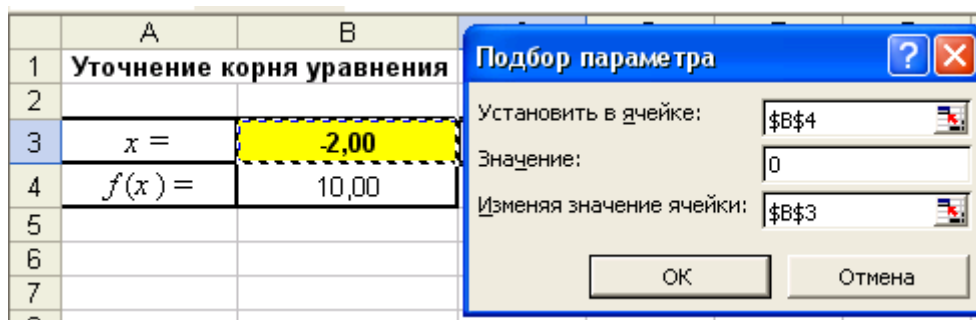 A B
1 Уточнение корня уравнения
2
3 x = -2,00
4 f(x) = 10,00
5
6
7
Подбор параметра
Установить в ячейке: $B$4
Значение: 0
Изменяя значение ячейки: $B$3
ОК Отмена